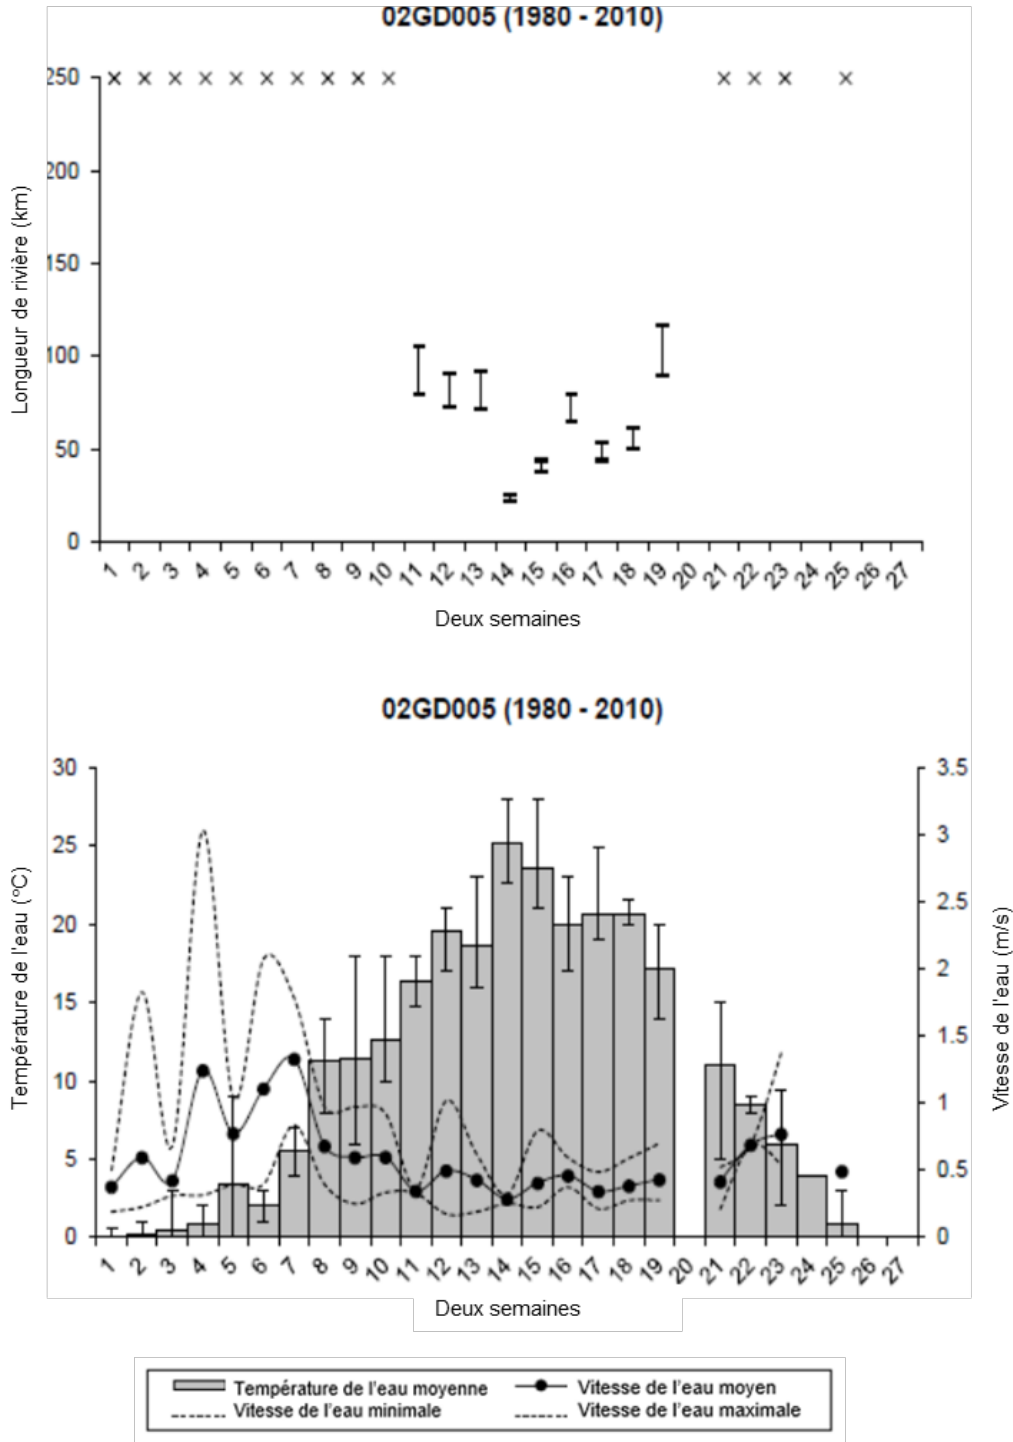 02GD005 (1980 - 2010)
Longueur de rivière (km)
250
200
150
100
50
0
1 2 3 4 5 6 7 8 9 10 11 12 13 14 15 16 17 18 19 20 21 22 23 24 25 26 27
Deux semaines
02GD005 (1980 - 2010)
Température de l'eau (°C)
30
25
20
15
10
5
0
3.5
3
2.5
2
1.5
1
0.5
0
Vitesse de l'eau (m/s)
1 2 3 4 5 6 7 8 9 10 11 12 13 14 15 16 17 18 19 20 21 22 23 24 25 26 27
Deux semaines
Température de l'eau moyenne
Vitesse de l'eau moyen
Vitesse de l'eau minimale
Vitesse de l'eau maximale